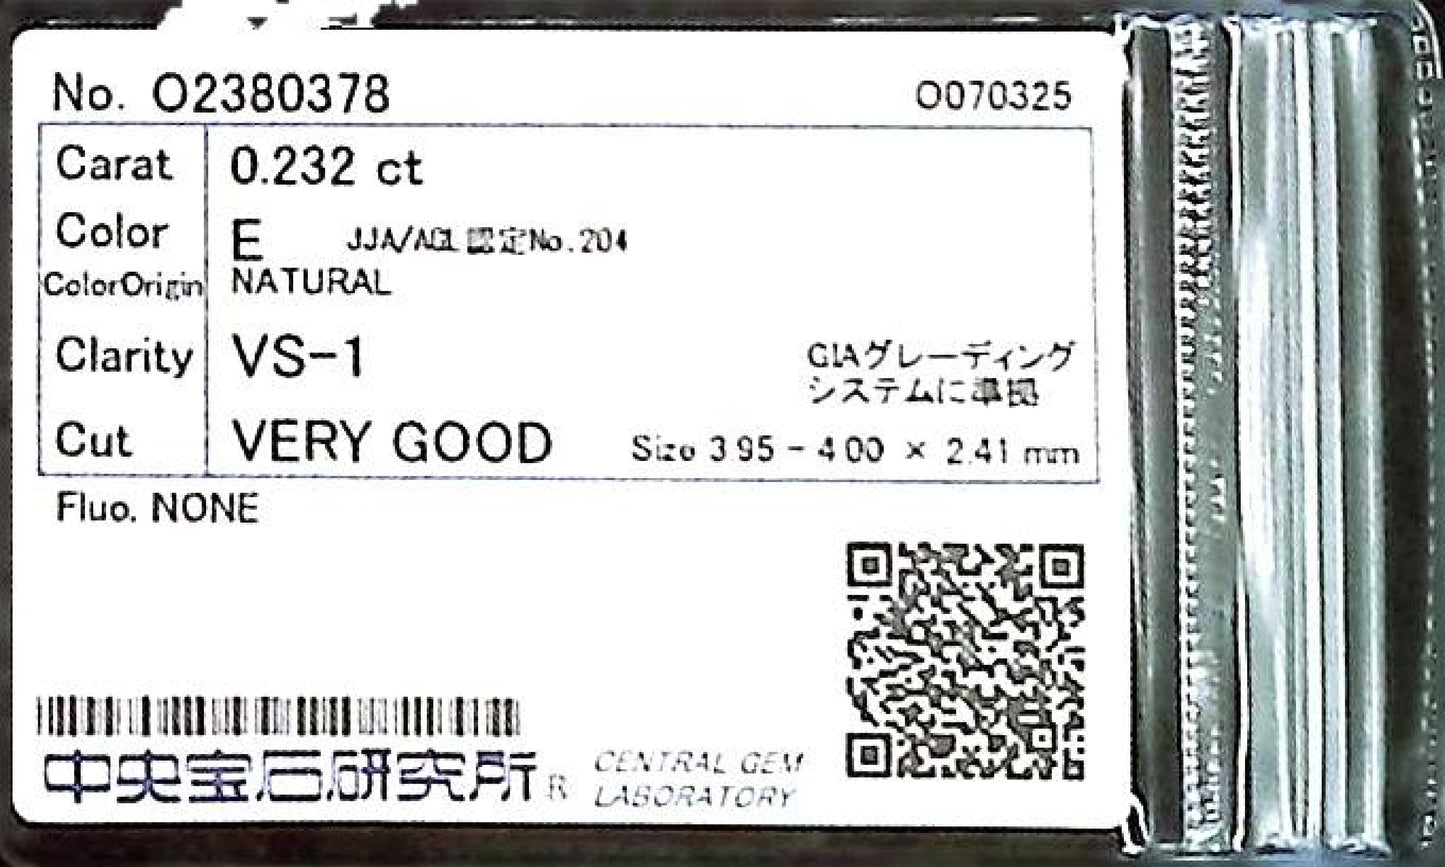 No. O2380378
O070325
Carat 0.232 ct
Color E JJA/AGL認定No.204
ColorOrigin NATURAL
Clarity VS-1
GIAグレーディング
システムに準拠
Cut VERY GOOD Size 3.95 - 4.00 × 2.41 mm
Fluo. NONE
中央宝石研究所®
CENTRAL GEM
LABORATORY